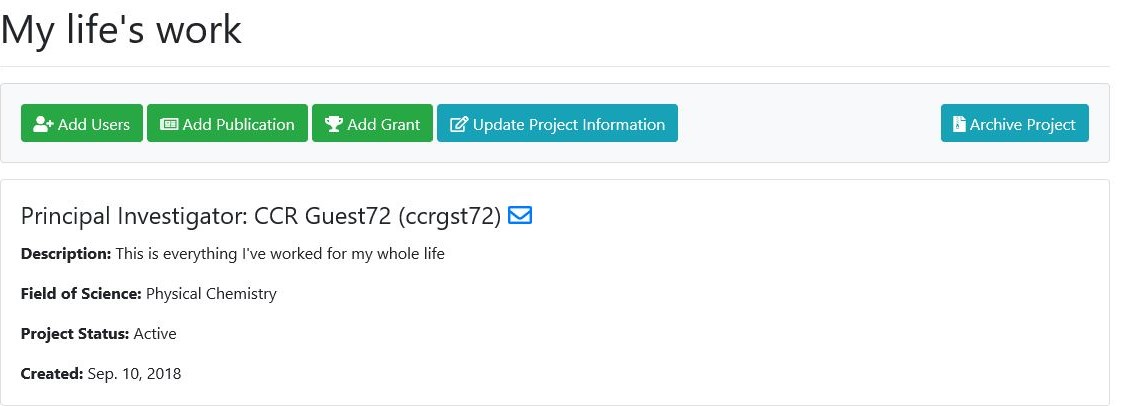 My life's work
Add Users Add Publication Add Grant Update Project Information Archive Project
Principal Investigator: CCR Guest72 (ccrgst72)
Description: This is everything I've worked for my whole life
Field of Science: Physical Chemistry
Project Status: Active
Created: Sep. 10, 2018